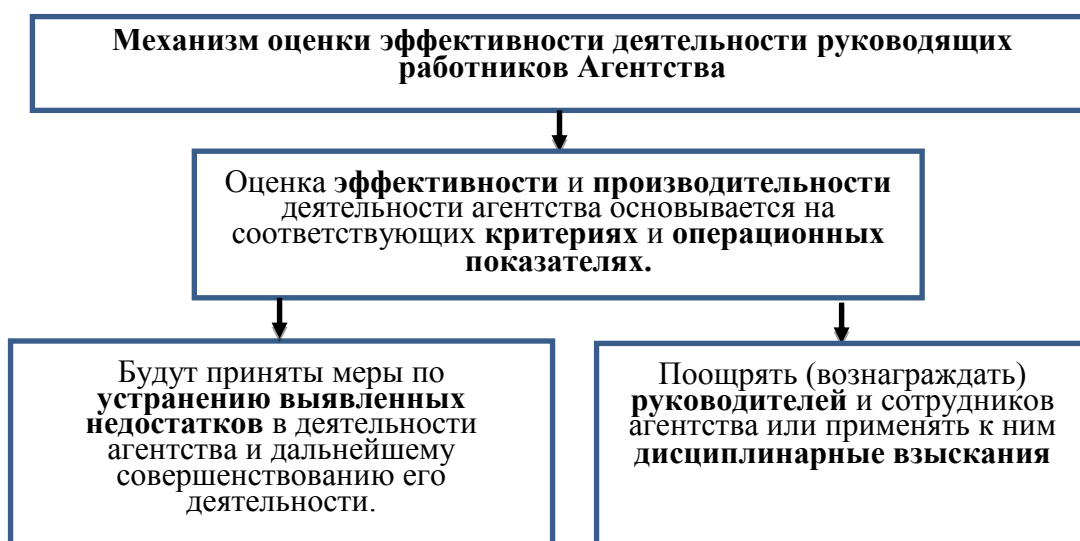 Механизм оценки эффективности деятельности руководящих
работников Агентства
Оценка эффективности и производительности
деятельности агентства основывается на
соответствующих критериях и операционных
показателях.
Будут приняты меры по
устранению выявленных
недостатков в деятельности
агентства и дальнейшему
совершенствованию его
деятельности.
Поощрять (вознаграждать)
руководителей и сотрудников
агентства или применять к ним
дисциплинарные взыскания